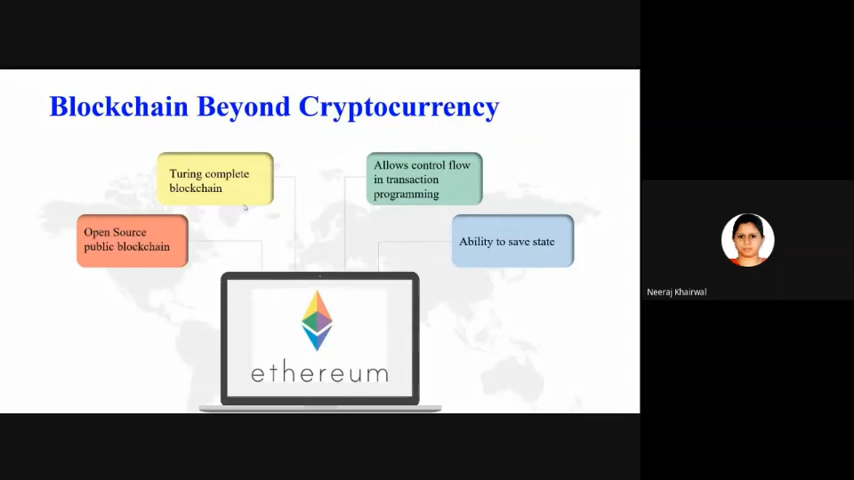 Blockchain Beyond Cryptocurrency
Turing complete
blockchain
Allows control flow
in transaction
programming
Open Source
public blockchain
Ability to save state
ethereum
Neeraj Khairwal